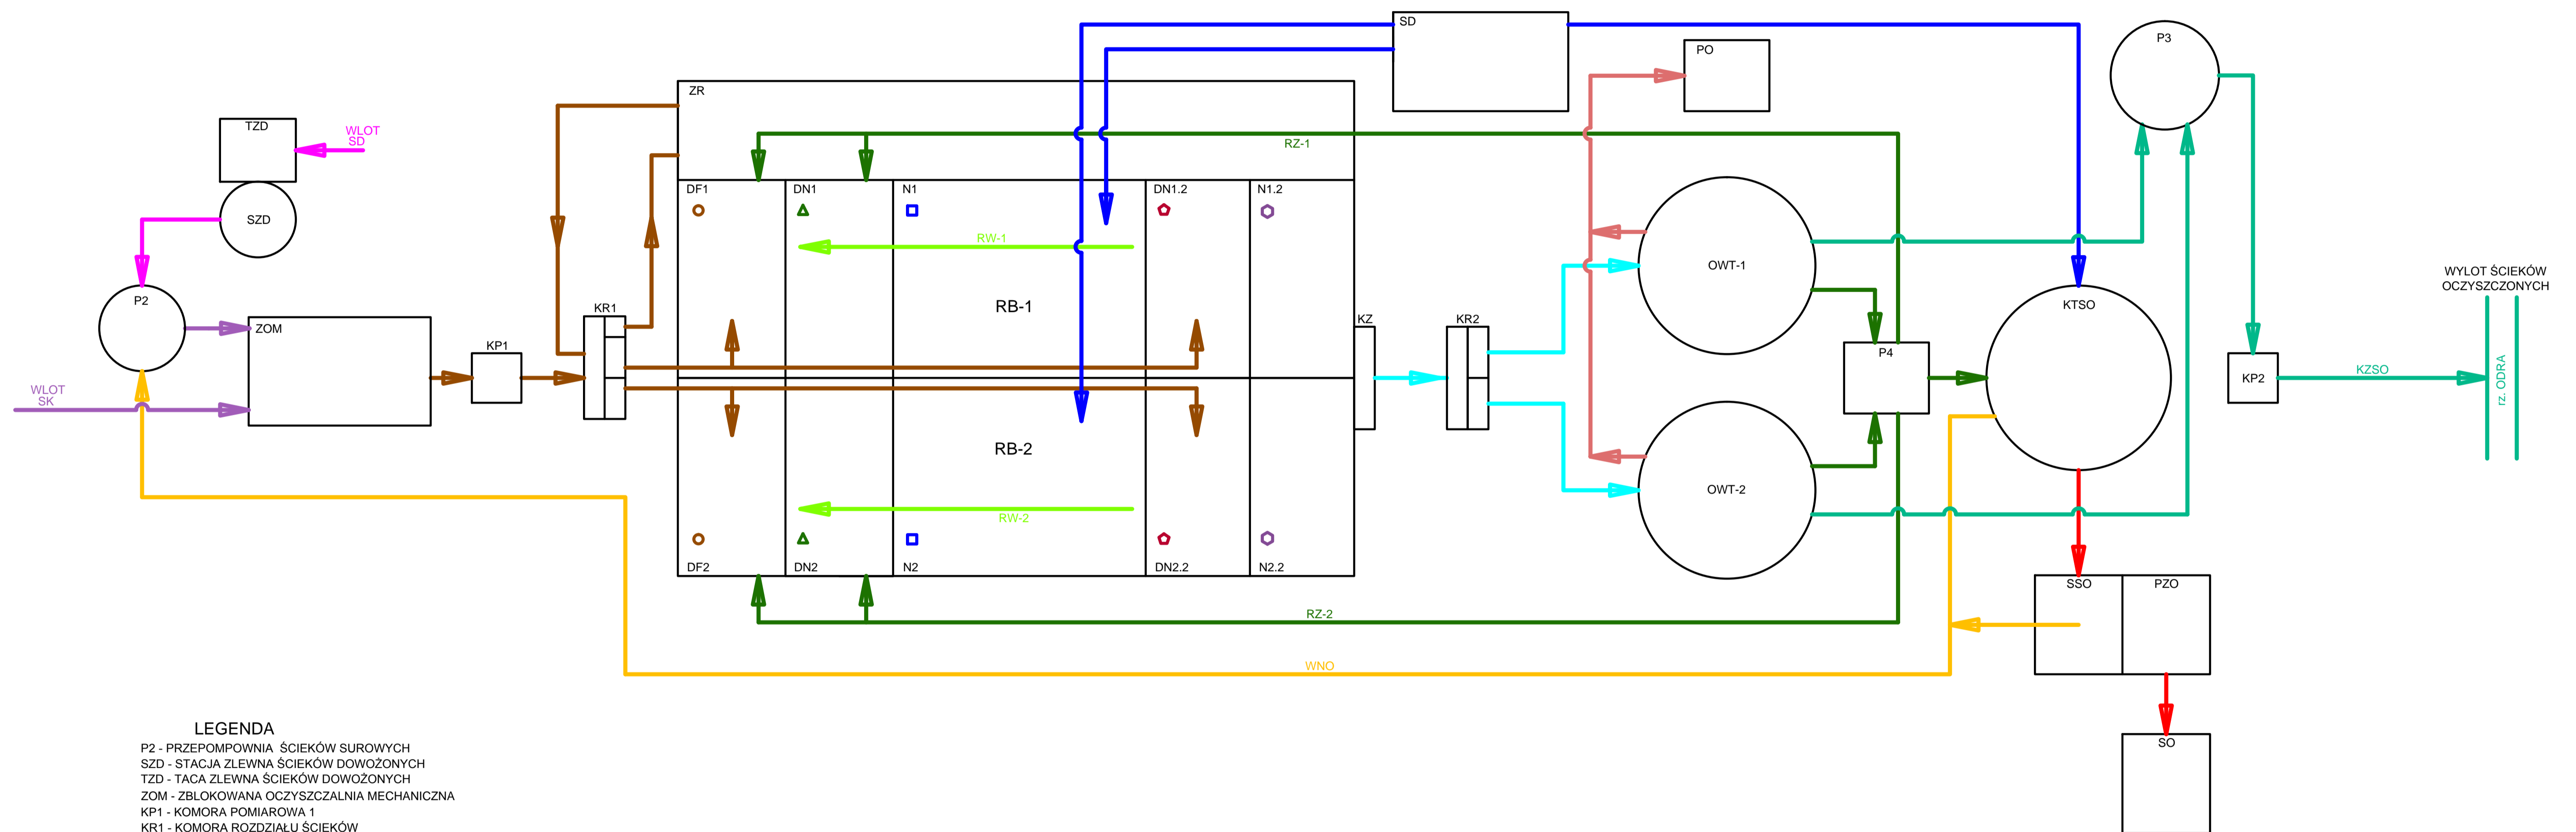 SD
P3
PO
ZR
TZD
WLOT
SD
RZ-1
DF1
DN1
N1
DN1.2
N1.2
SZD
RW-1
OWT-1
WYLOT ŚCIEKÓW
OCZYSZCZONYCH
P2
KTSO
RB-1
KR1
KZ
KR2
ZOM
KP1
P4
KZSO
KP2
rz. ODRA
WLOT
SK
RB-2
OWT-2
RW-2
DF2
DN2
N2
DN2.2
N2.2
SSO
PZO
RZ-2
WNO
LEGENDA
SO
P2 - PRZEPOMPOWNIA ŚCIEKÓW SUROWYCH
SZD - STACJA ZLEWNA ŚCIEKÓW DOWOŻONYCH
TZD - TACA ZLEWNA ŚCIEKÓW DOWOŻONYCH
ZOM - ZBLOKOWANA OCZYSZCZALNIA MECHANICZNA
KP1 - KOMORA POMIAROWA 1
KR1 - KOMORA ROZDZIAŁU ŚCIEKÓW